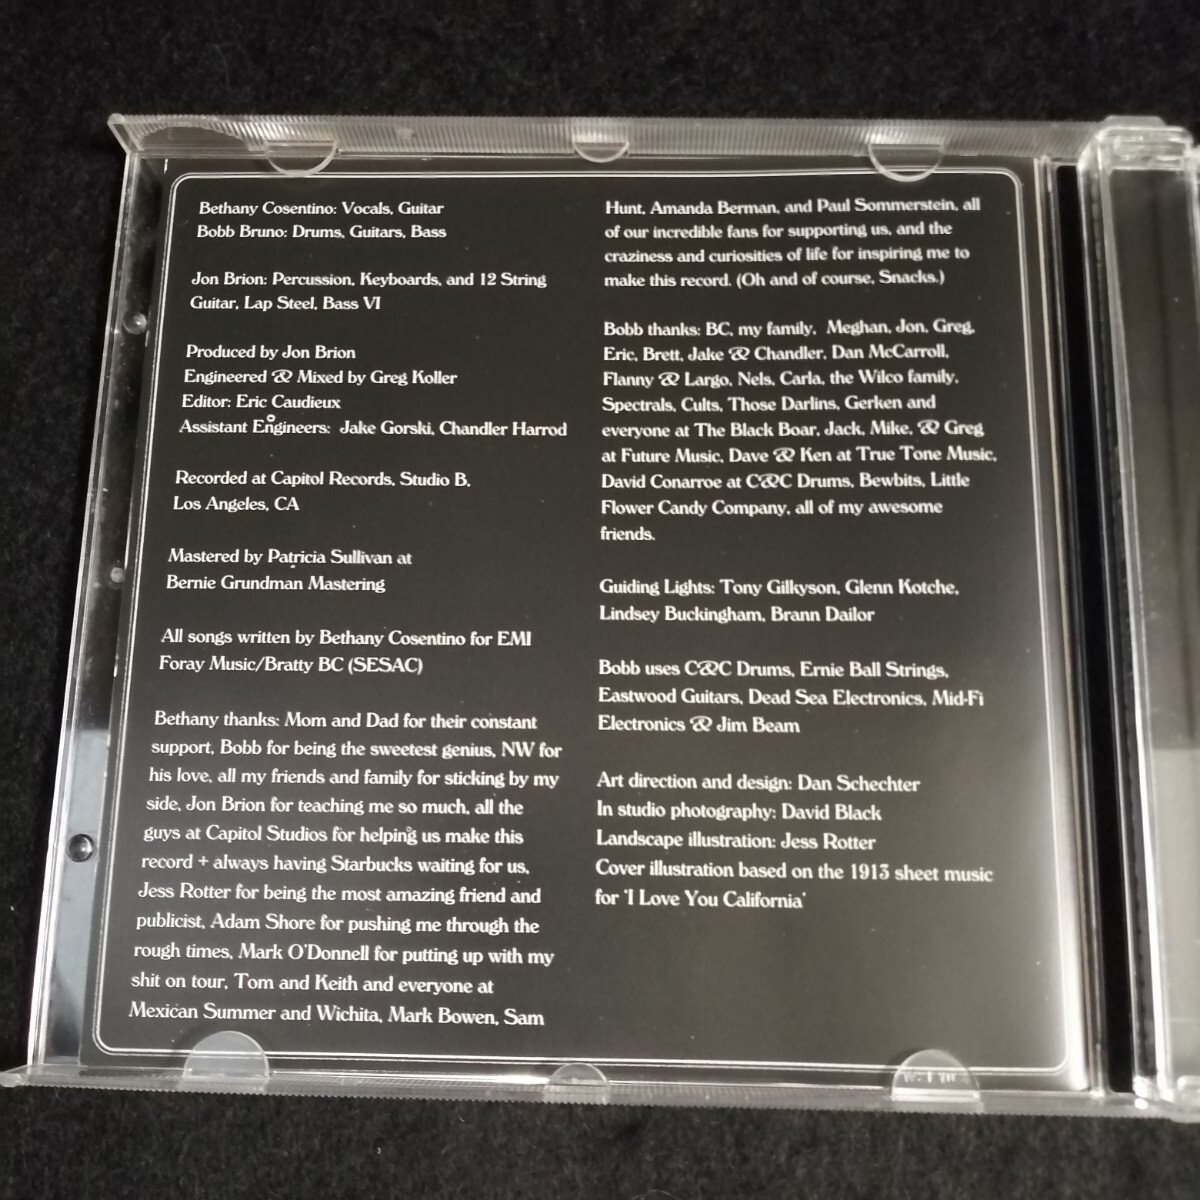 Bethany Cosentino: Vocals, Guitar
Bobb Bruno: Drums, Guitars, Bass
Jon Brion: Percussion, Keyboards, and 12 String
Guitar, Lap Steel, Bass VI
Produced by Jon Brion
Engineered & Mixed by Greg Koller
Editor: Eric Caudieux
Assistant Engineers: Jake Gorski, Chandler Harrod
Recorded at Capitol Records, Studio B,
Los Angeles, CA
Mastered by Patricia Sullivan at
Bernie Grundman Mastering
All songs written by Bethany Cosentino for EMI
Foray Music/Bratty BC (SESAC)
Bethany thanks: Mom and Dad for their constant
support, Bobb for being the sweetest genius, NW for
his love, all my friends and family for sticking by my
side, Jon Brion for teaching me so much, all the
guys at Capitol Studios for helping us make this
record + always having Starbucks waiting for us,
Jess Rotter for being the most amazing friend and
publicist, Adam Shore for pushing me through the
rough times, Mark O'Donnell for putting up with my
shit on tour, Tom and Keith and everyone at
Mexican Summer and Wichita, Mark Bowen, Sam
Hunt, Amanda Berman, and Paul Sommerstein, all
of our incredible fans for supporting us, and the
craziness and curiosities of life for inspiring me to
make this record. (Oh and of course, Snacks.)
Bobb thanks: BC, my family, Meghan, Jon, Greg,
Eric, Brett, Jake & Chandler, Dan McCarroll,
Flanny & Largo, Nels, Carla, the Wilco family,
Spectrals, Cults, Those Darlins, Gerken and
everyone at The Black Boar, Jack, Mike, & Greg
at Future Music, Dave & Ken at True Tone Music,
David Conarroe at C&C Drums, Bewbits, Little
Flower Candy Company, all of my awesome
friends.
Guiding Lights: Tony Gilkyson, Glenn Kotche,
Lindsey Buckingham, Brann Dailor
Bobb uses C&C Drums, Ernie Ball Strings,
Eastwood Guitars, Dead Sea Electronics, Mid-Fi
Electronics & Jim Beam
Art direction and design: Dan Schechter
In studio photography: David Black
Landscape illustration: Jess Rotter
Cover illustration based on the 1913 sheet music
for 'I Love You California'